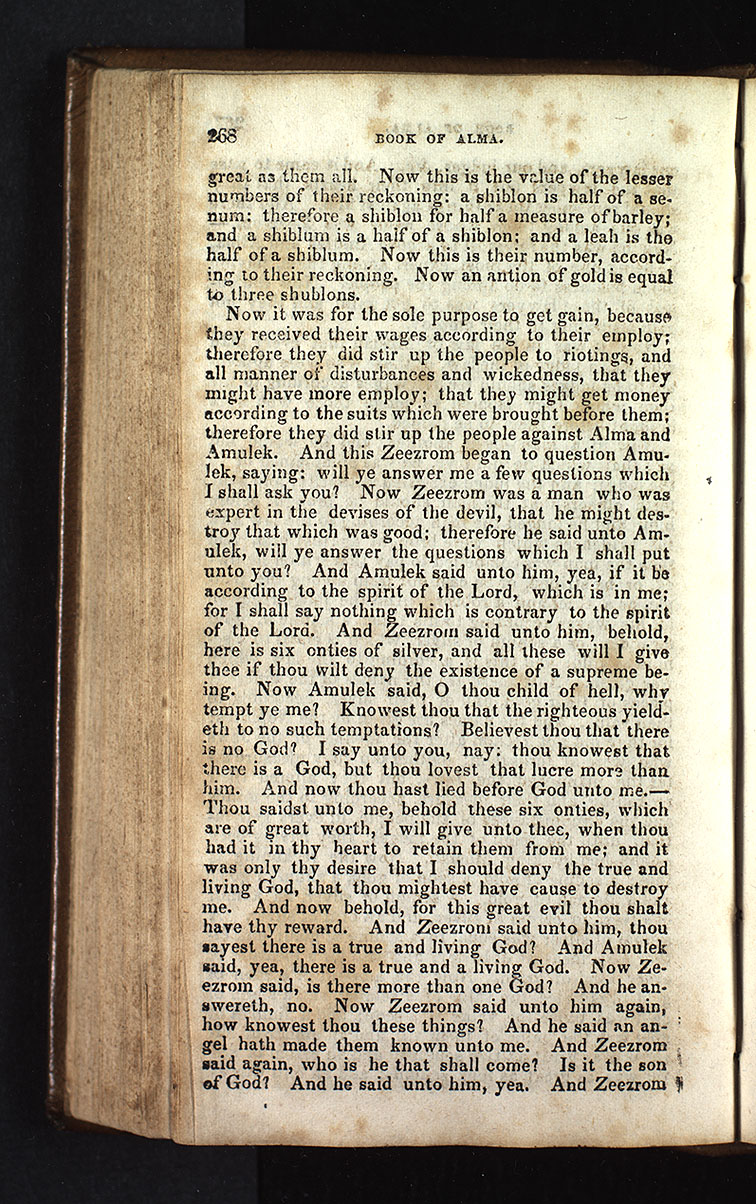 268 BOOK OF ALMA.
great as them all. Now this is the value of the lesser
numbers of their reckoning: a shiblon is half of a se-
num: therefore a shiblon for half a measure of barley;
and a shiblum is a half of a shiblon; and a leah is the
half of a shiblum. Now this is their number, accord-
ing to their reckoning. Now an antion of gold is equal
to three shublons.
Now it was for the sole purpose to get gain, because
they received their wages according to their employ;
therefore they did stir up the people to riotings, and
all manner of disturbances and wickedness, that they
might have more employ; that they might get money
according to the suits which were brought before them;
therefore they did stir up the people against Alma and
Amulek. And this Zeezrom began to question Amu-
lek, saying: will ye answer me a few questions which
I shall ask you? Now Zeezrom was a man who was
expert in the devises of the devil, that he might des-
troy that which was good; therefore he said unto Am-
ulek, will ye answer the questions which I shall put
unto you? And Amulek said unto him, yea, if it be
according to the spirit of the Lord, which is in me;
for I shall say nothing which is contrary to the spirit
of the Lord. And Zeezrom said unto him, behold,
here is six onties of silver, and all these will I give
thee if thou wilt deny the existence of a supreme be-
ing. Now Amulek said, O thou child of hell, why
tempt ye me? Knowest thou that the righteous yield-
eth to no such temptations? Believest thou that there
is no God? I say unto you, nay: thou knowest that
there is a God, but thou lovest that lucre more than
him. And now thou hast lied before God unto me.—
Thou saidst unto me, behold these six onties, which
are of great worth, I will give unto thee, when thou
had it in thy heart to retain them from me; and it
was only thy desire that I should deny the true and
living God, that thou mightest have cause to destroy
me. And now behold, for this great evil thou shalt
have thy reward. And Zeezrom said unto him, thou
sayest there is a true and living God? And Amulek
said, yea, there is a true and a living God. Now Ze-
ezrom said, is there more than one God? And he an-
swereth, no. Now Zeezrom said unto him again,
how knowest thou these things? And he said an an-
gel hath made them known unto me. And Zeezrom
said again, who is he that shall come? Is it the son
of God? And he said unto him, yea. And Zeezrom